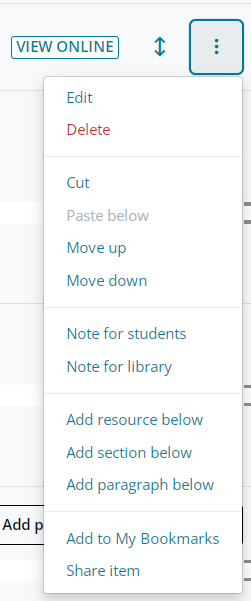 VIEW ONLINE
Edit
Delete
Cut
Paste below
Move up
Move down
Note for students
Note for library
Add resource below
Add section below
Add paragraph below
Add p
Add to My Bookmarks
Share item